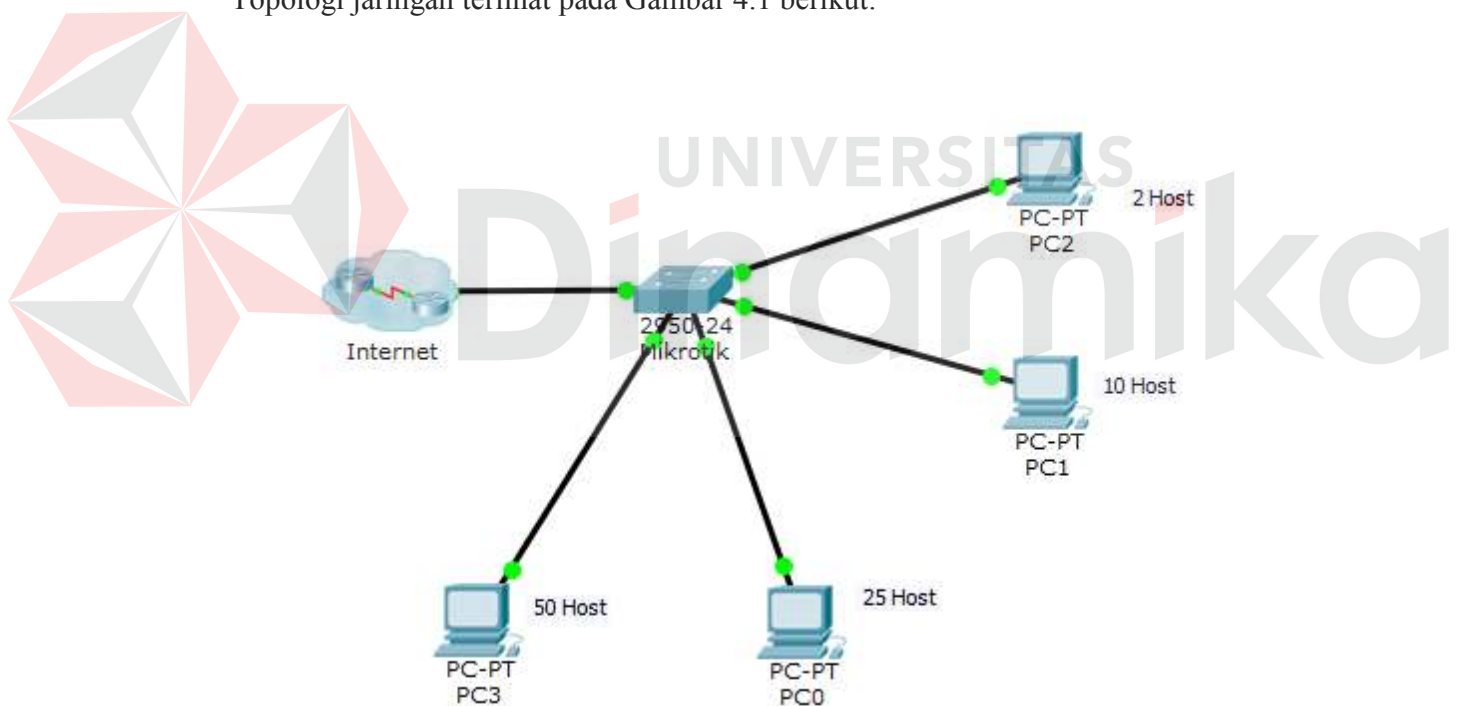 Topologi jaringan terlihat pada Gambar 4.1 berikut:
UNIVERSITAS
Dinamika
PC-PT
PC2
2 Host
Internet
2950-24
Mikrotik
PC-PT
PC1
10 Host
PC-PT
PC3
50 Host
PC-PT
PC0
25 Host